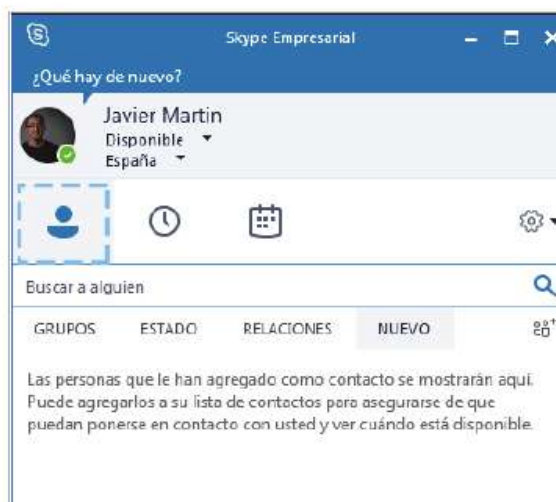 Skype Empresarial
¿Qué hay de nuevo?
Javier Martin
Disponible
España
Buscar a alguien
GRUPOS ESTADO RELACIONES NUEVO
Las personas que le han agregado como contacto se mostrarán aquí.
Puede agregarlos a su lista de contactos para asegurarse de que
puedan ponerse en contacto con usted y ver cuándo está disponible.